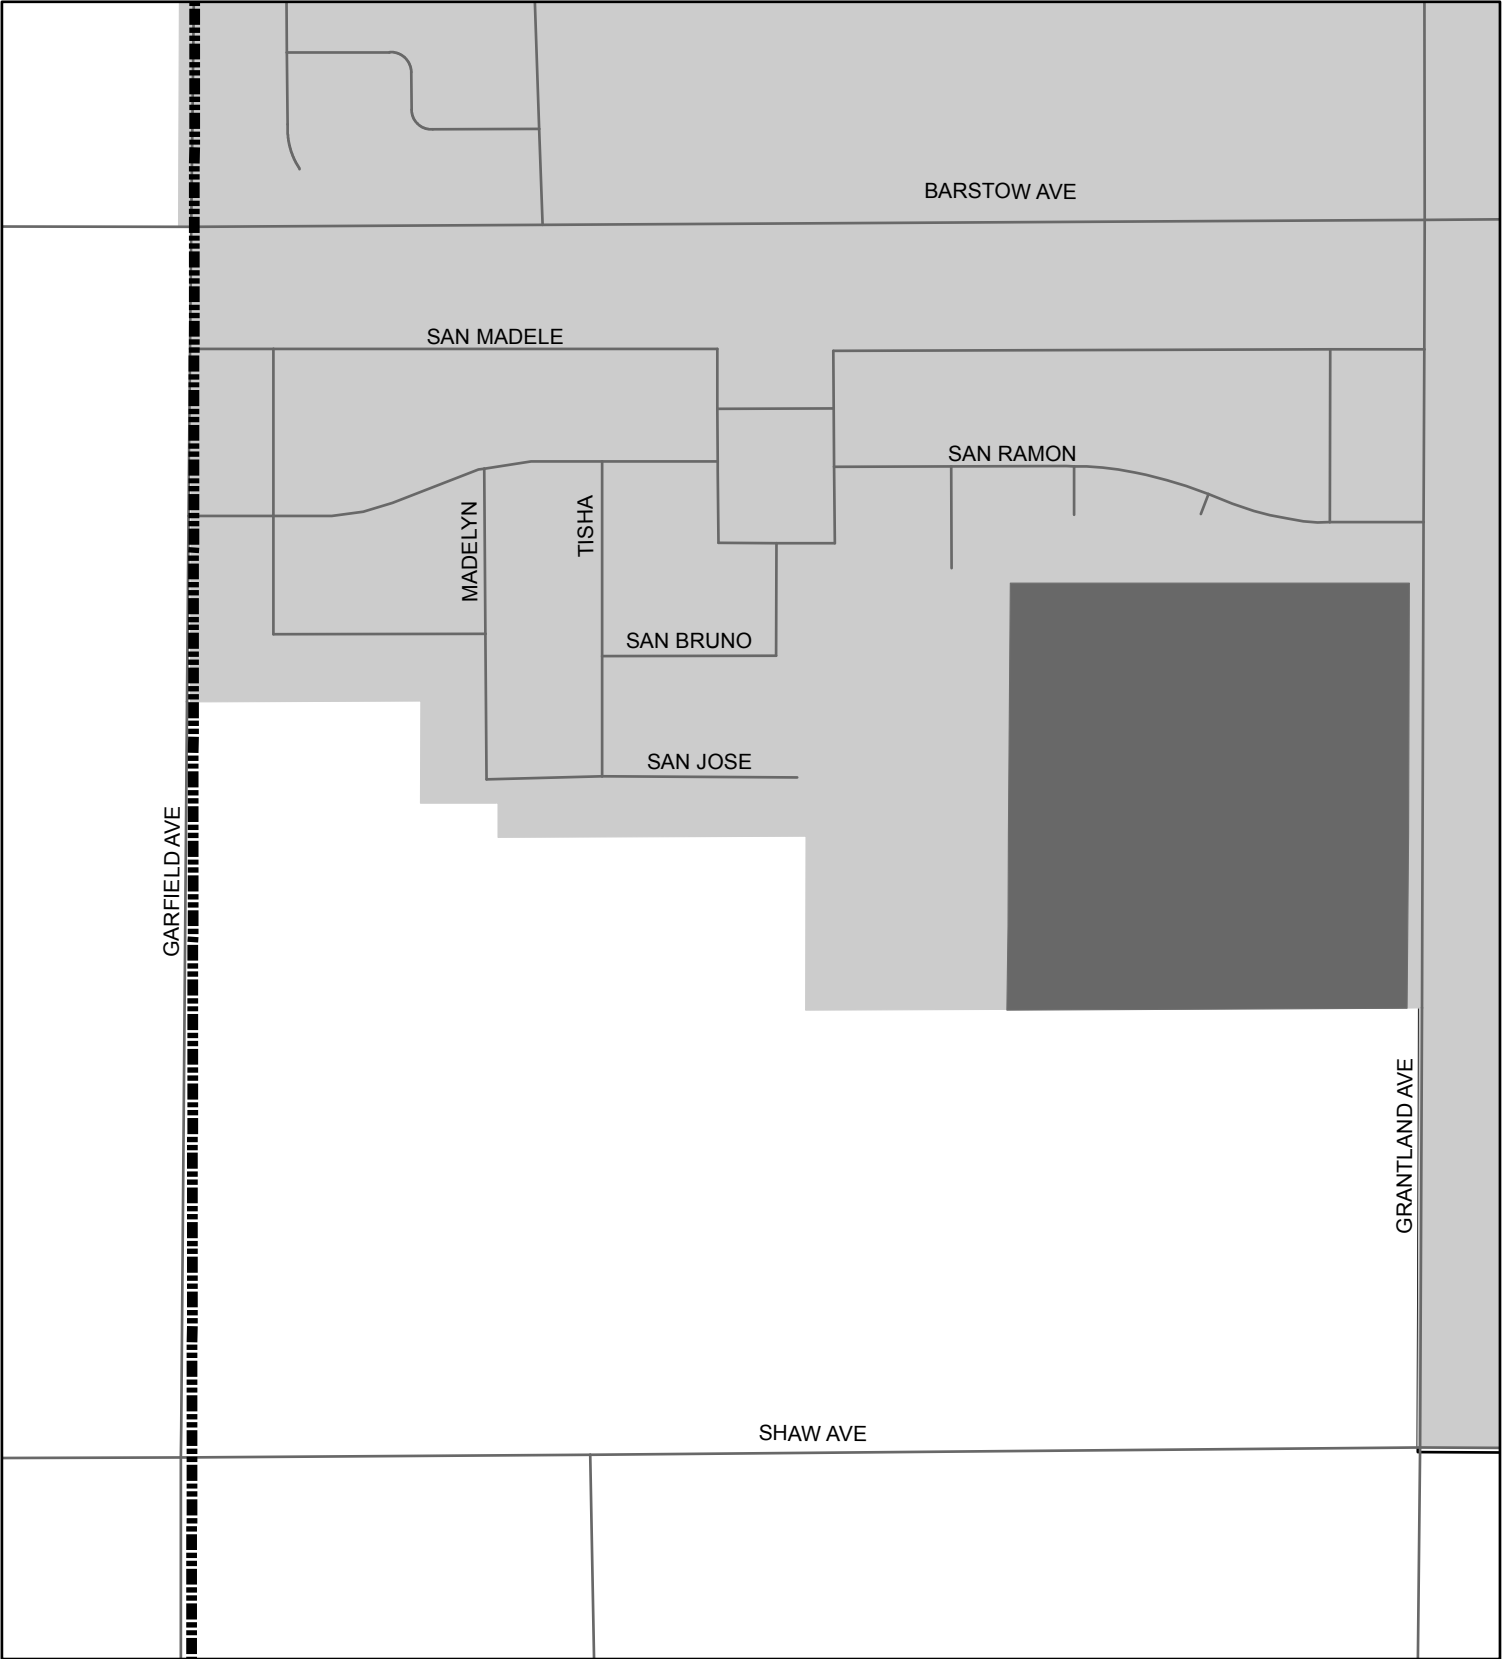 BARSTOW AVE
SAN MADELE
SAN RAMON
MADELYN
TISHA
SAN BRUNO
SAN JOSE
GARFIELD AVE
GRANTLAND AVE
SHAW AVE